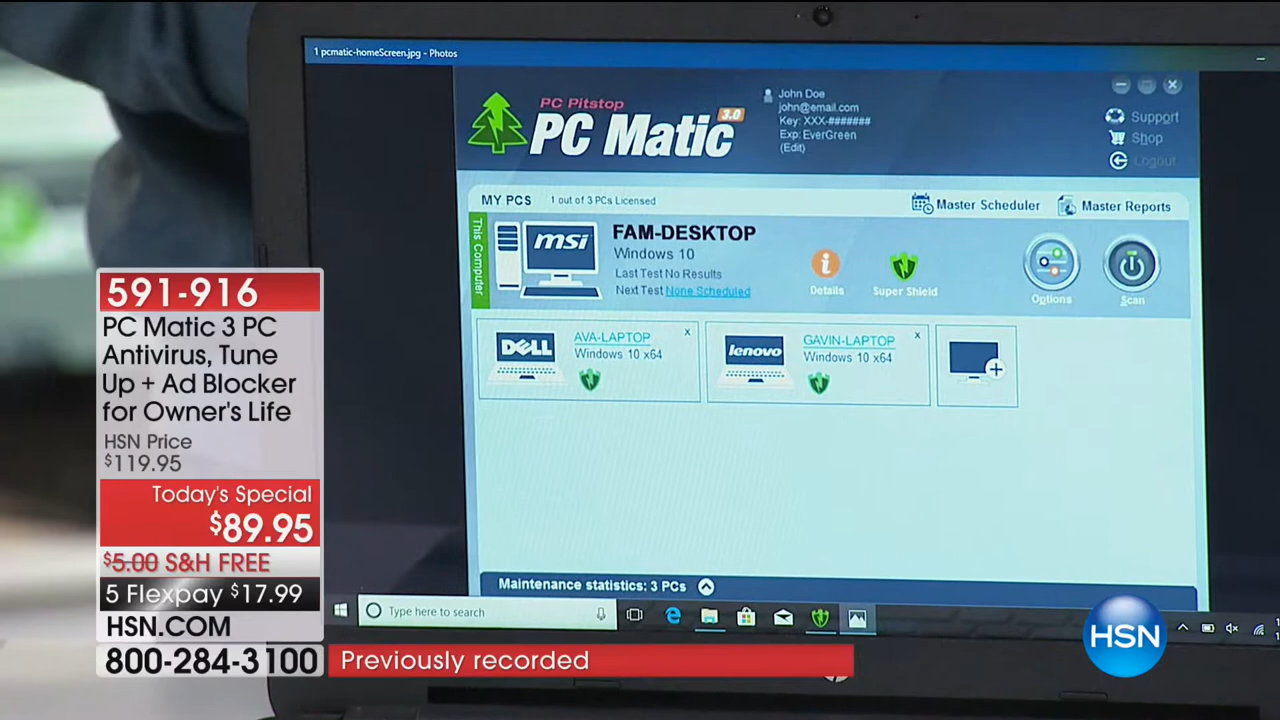 1 pcmatic-homeScreen.jpg - Photos
PC Pitstop
PC Matic 3.0
John Doe
john@email.com
Key: XXX-#######
Exp: EverGreen
(Edit)
Support
Shop
Logout
MY PCS 1 out of 3 PCs Licensed
Master Scheduler
Master Reports
This Computer
msi
FAM-DESKTOP
Windows 10
Last Test No Results
Next Test None Scheduled
Details
Super Shield
Options
Scan
DELL
AVA-LAPTOP
x
Windows 10 x64
lenovo
GAVIN-LAPTOP
x
Windows 10 x64
Maintenance statistics: 3 PCs
Type here to search
591-916
PC Matic 3 PC
Antivirus, Tune
Up + Ad Blocker
for Owner's Life
HSN Price
$119.95
Today's Special
$89.95
$5.00 S&H FREE
5 Flexpay $17.99
HSN.COM
800-284-3100
Previously recorded
HSN